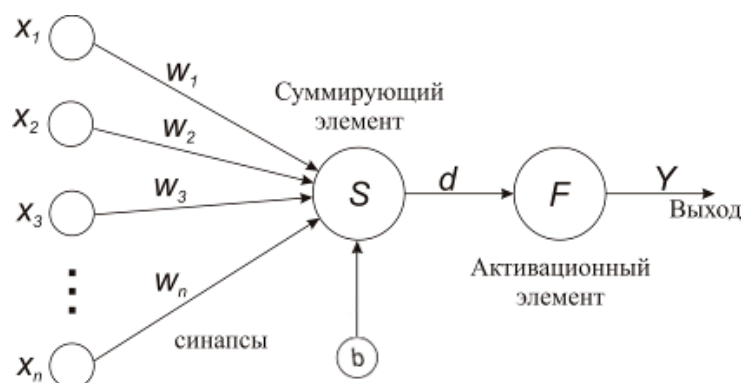 x1
w1
Суммирующий
элемент
x2
w2
x3
w3
S
d
F
Y
Выход
wn
Активационный
элемент
синапсы
xn
b